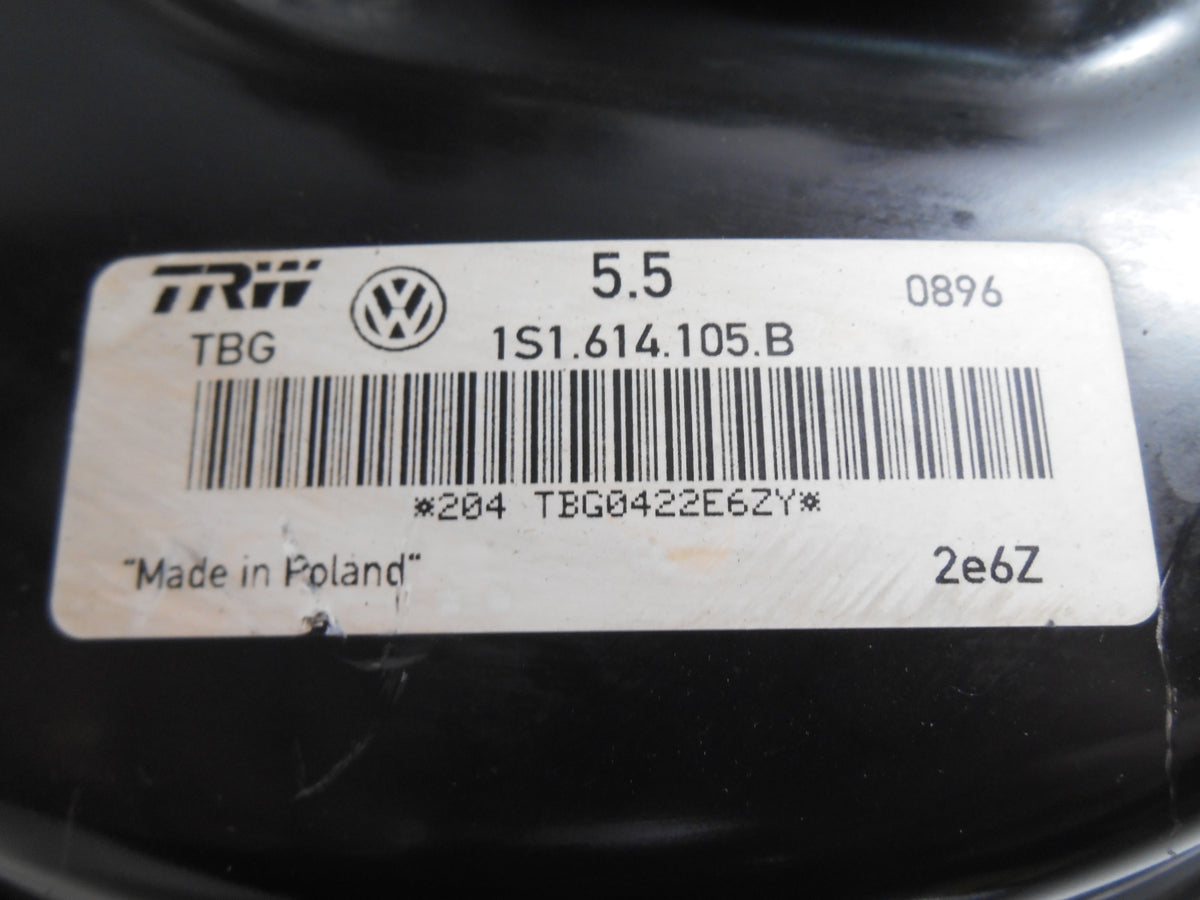 TRW 5.5 0896
TBG 1S1.614.105.B
*204 TBG0422E6ZY*
"Made in Poland" 2e6Z